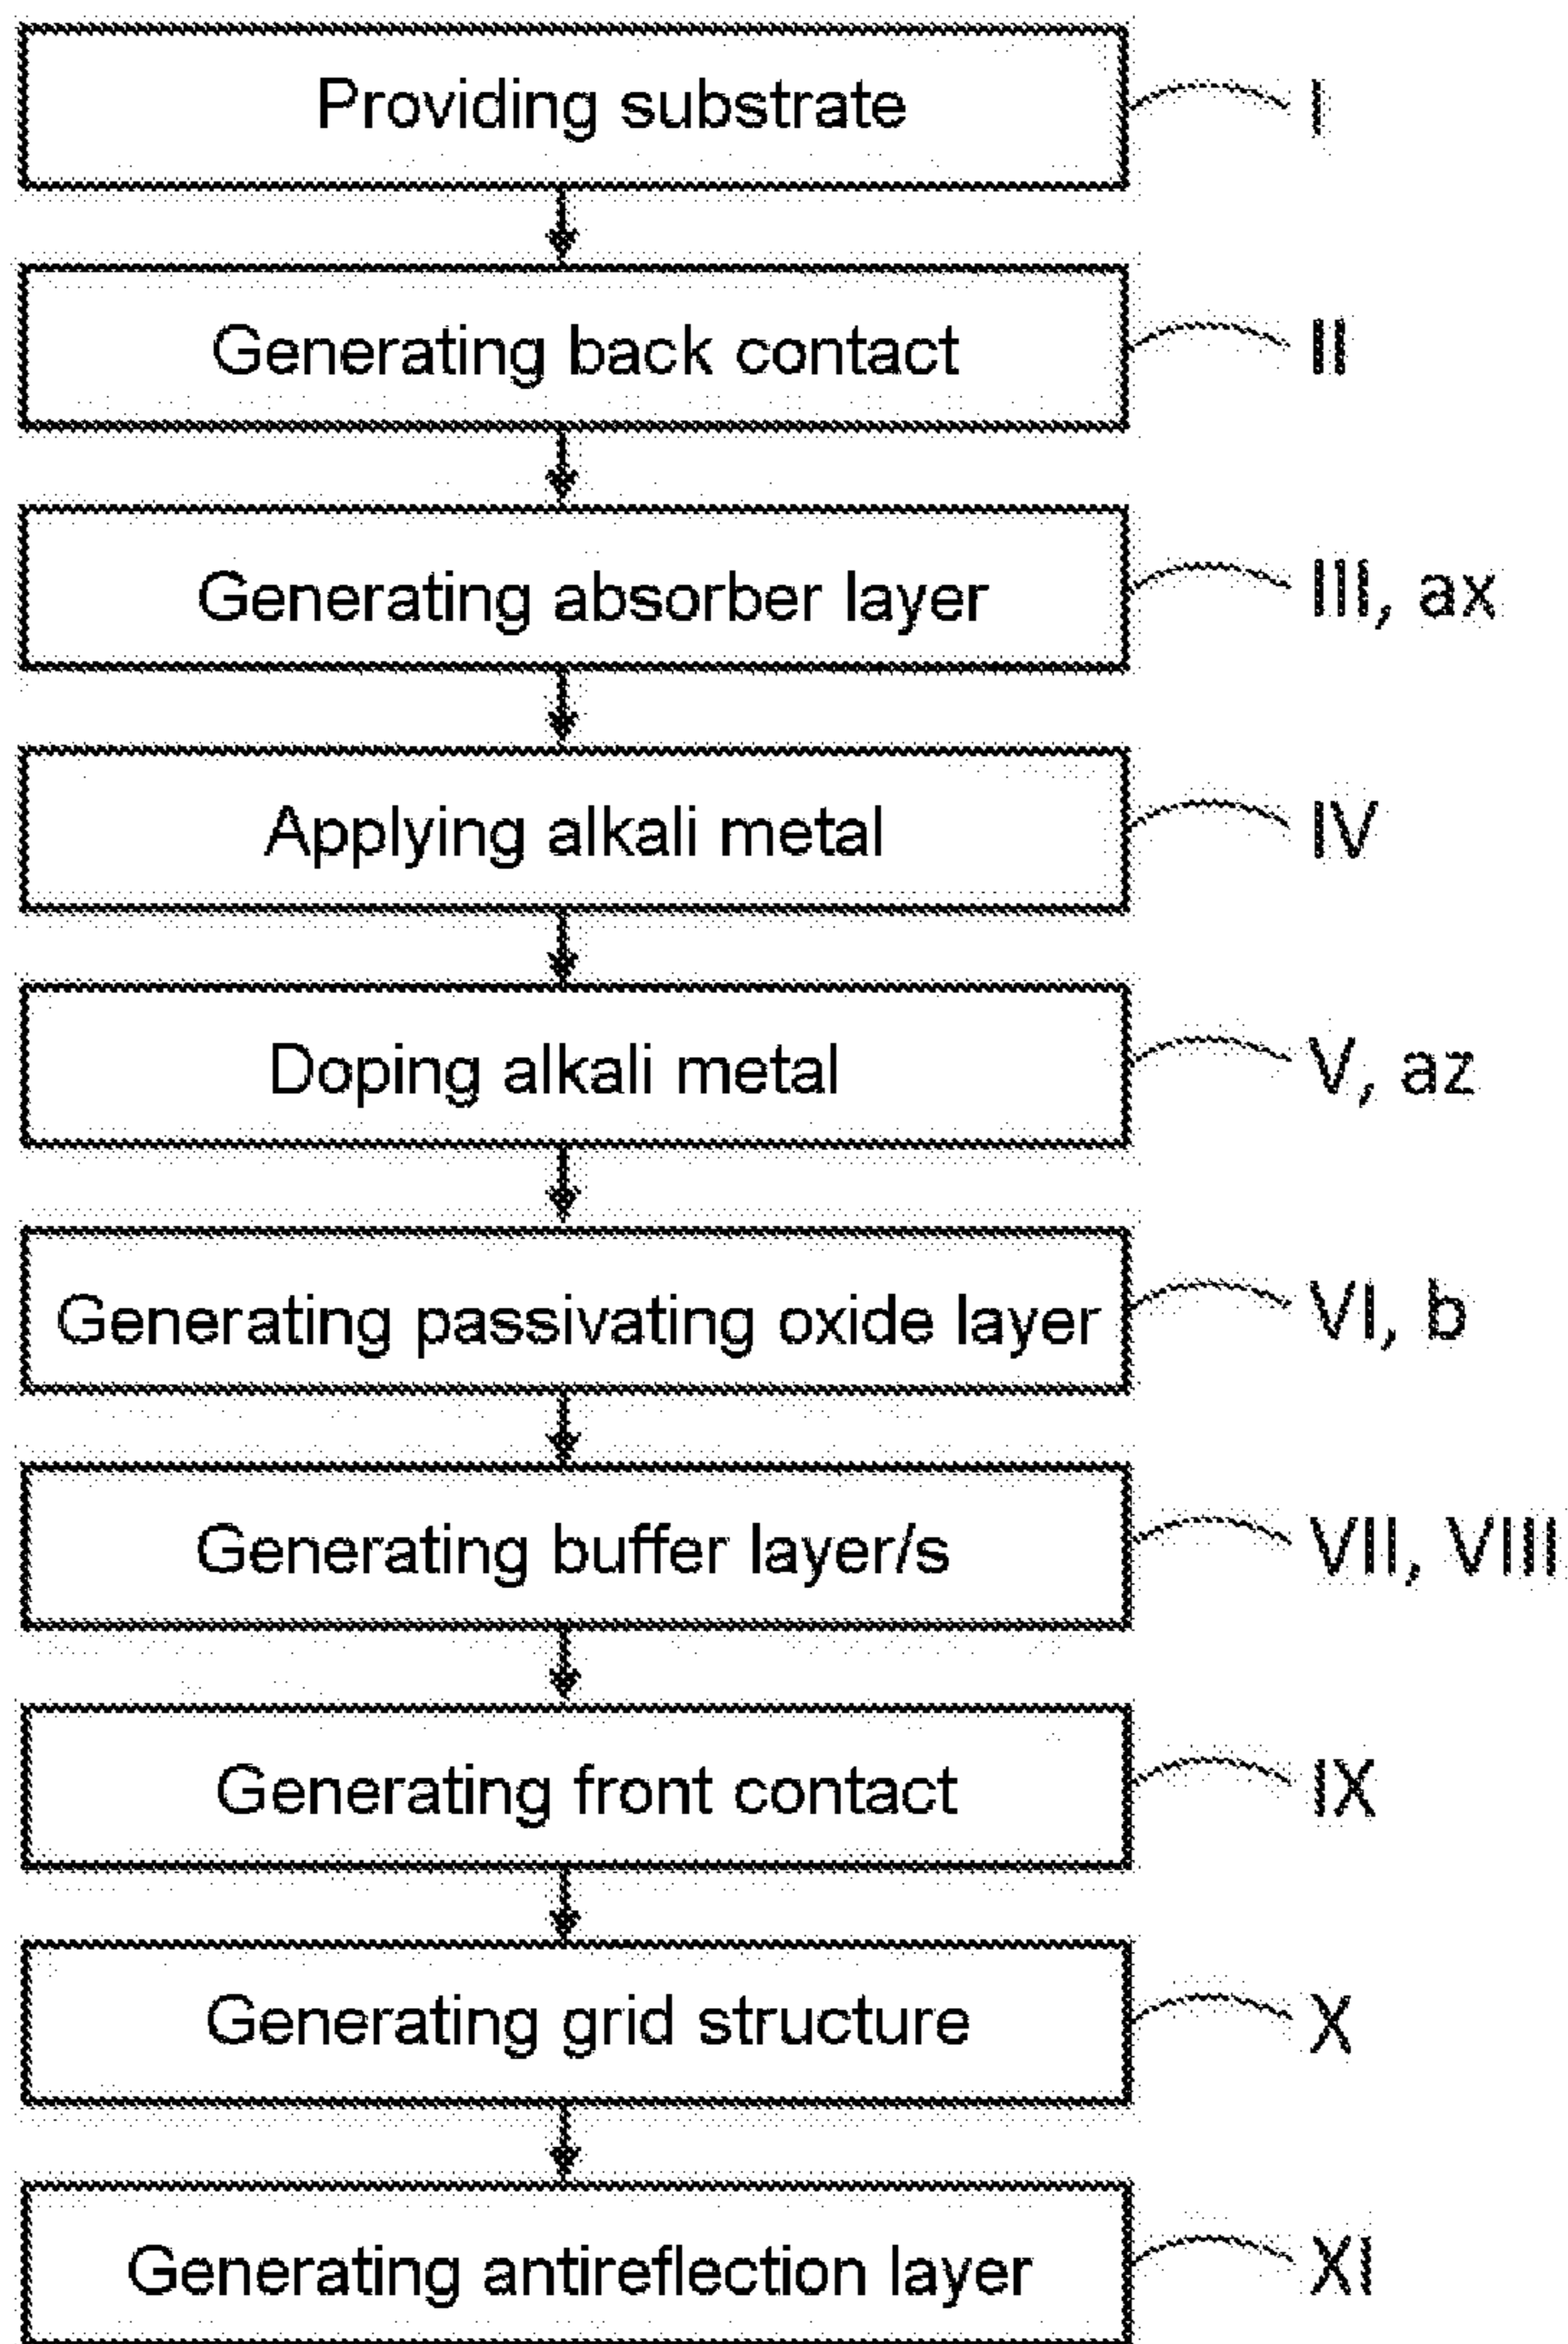 Providing substrate I
Generating back contact II
Generating absorber layer III, ax
Applying alkali metal IV
Doping alkali metal V, az
Generating passivating oxide layer VI, b
Generating buffer layer/s VII, VIII
Generating front contact IX
Generating grid structure X
Generating antireflection layer XI